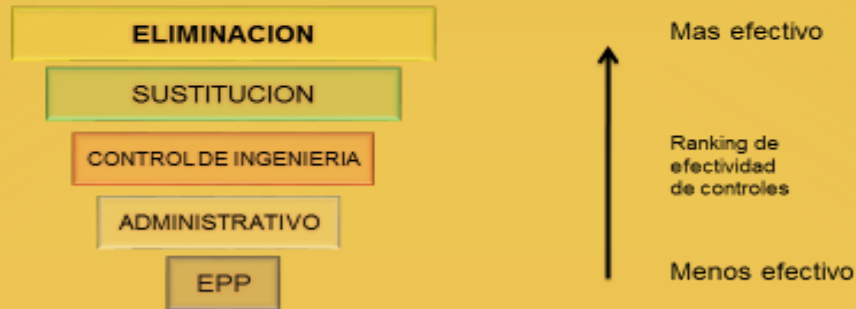 ELIMINACION
SUSTITUCION
CONTROL DE INGENIERIA
ADMINISTRATIVO
EPP
Mas efectivo
Ranking de
efectividad
de controles
Menos efectivo